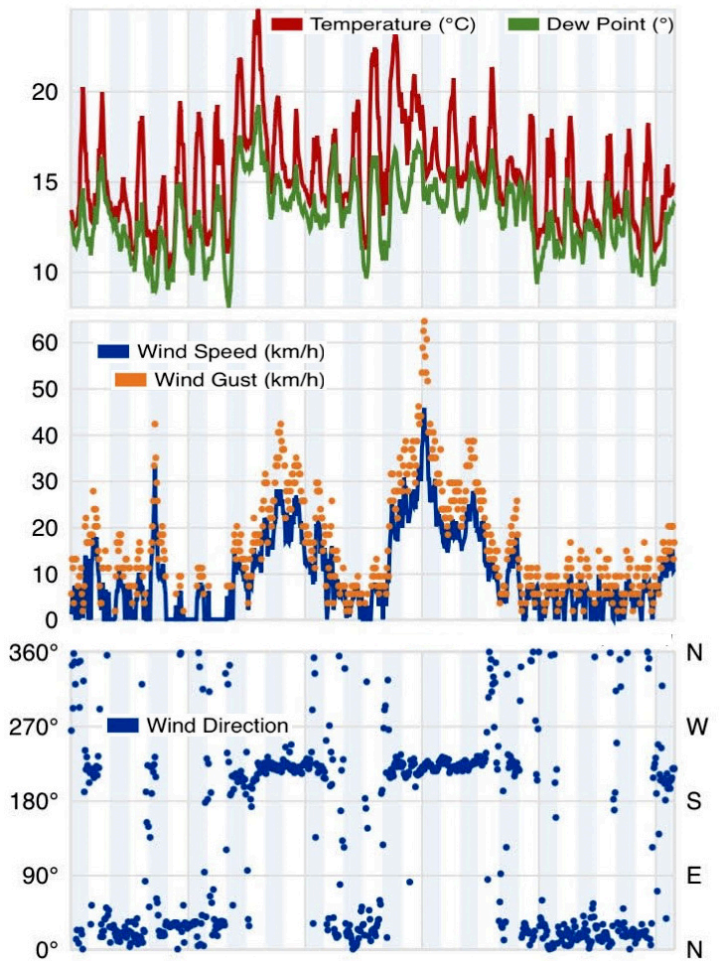 Temperature (°C) Dew Point (°)
20
15
10
60
50
40
30
20
10
0
Wind Speed (km/h)
Wind Gust (km/h)
360° N
270° W
Wind Direction
180° S
90° E
0° N